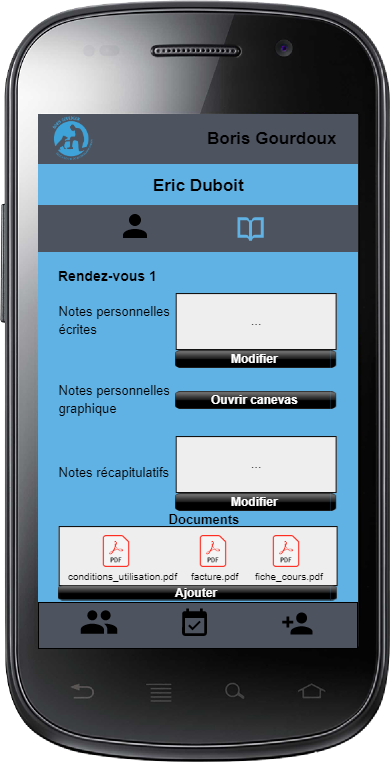 Boris Gourdoux
Eric Duboit
Rendez-vous 1
Notes personnelles
écrites
...
Modifier
Notes personnelles
graphique
Ouvrir canevas
Notes récapitulatifs
...
Modifier
Documents
PDF PDF PDF
conditions_utilisation.pdf facture.pdf fiche_cours.pdf
Ajouter